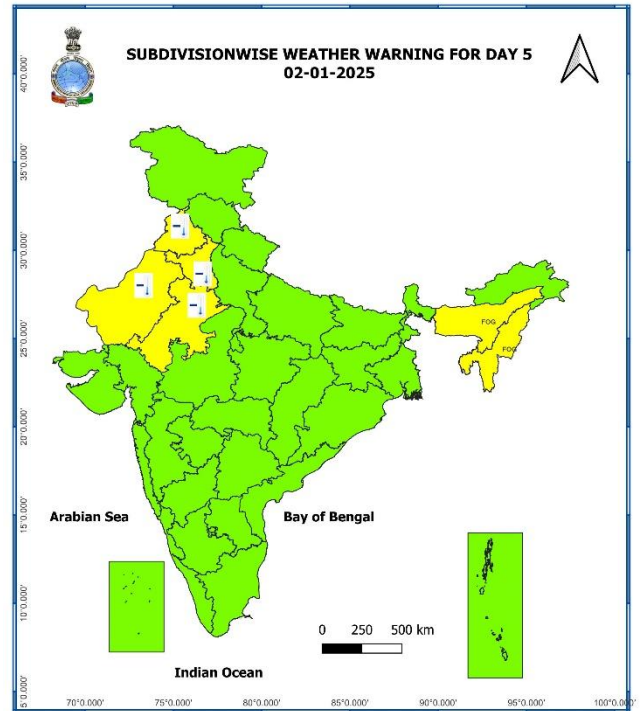 SUBDIVISIONWISE WEATHER WARNING FOR DAY 5
02-01-2025
40°0.000'
35°0.000'
30°0.000'
25°0.000'
20°0.000'
15°0.000'
10°0.000'
5°0.000'
FOG
FOG
Arabian Sea
Bay of Bengal
0 250 500 km
Indian Ocean
70°0.000' 75°0.000' 80°0.000' 85°0.000' 90°0.000' 95°0.000' 100°0.000'